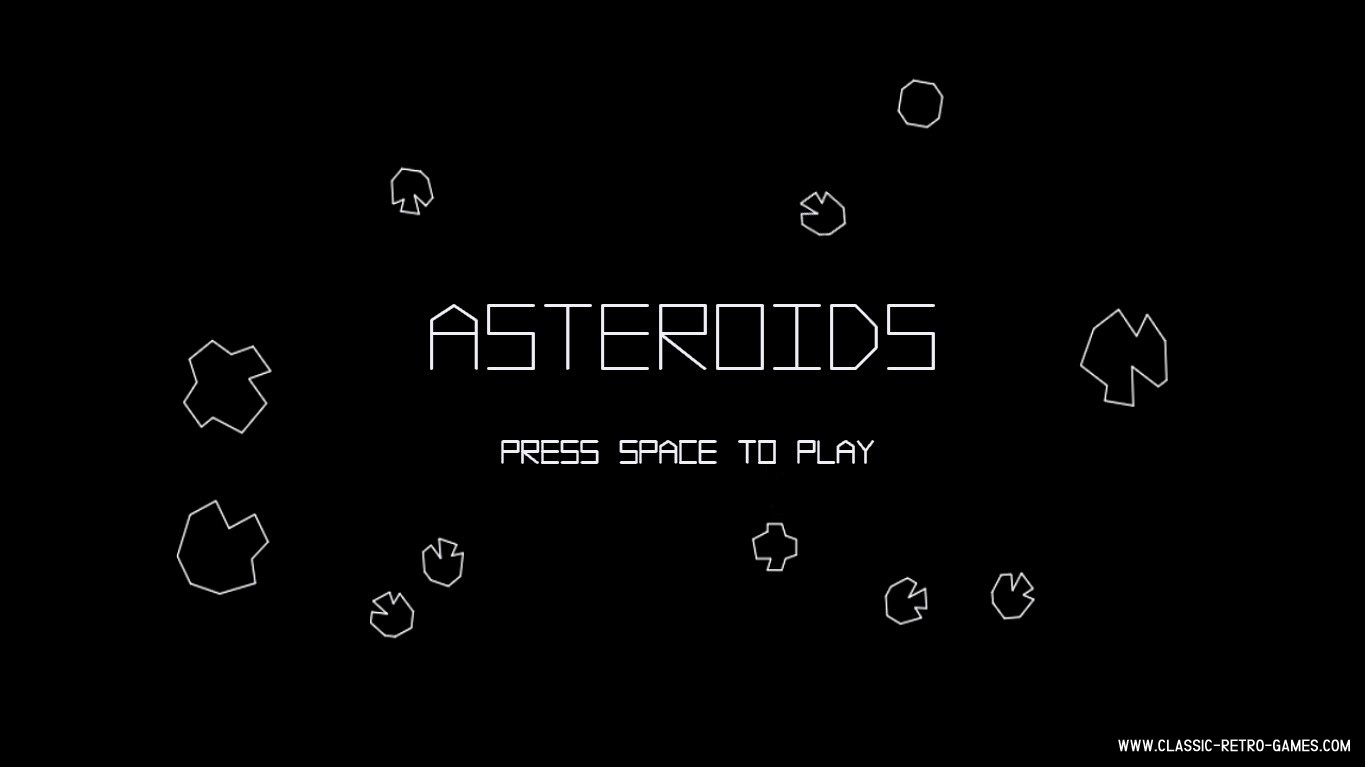 ASTEROIDS
PRESS SPACE TO PLAY
WWW.CLASSIC-RETRO-GAMES.COM